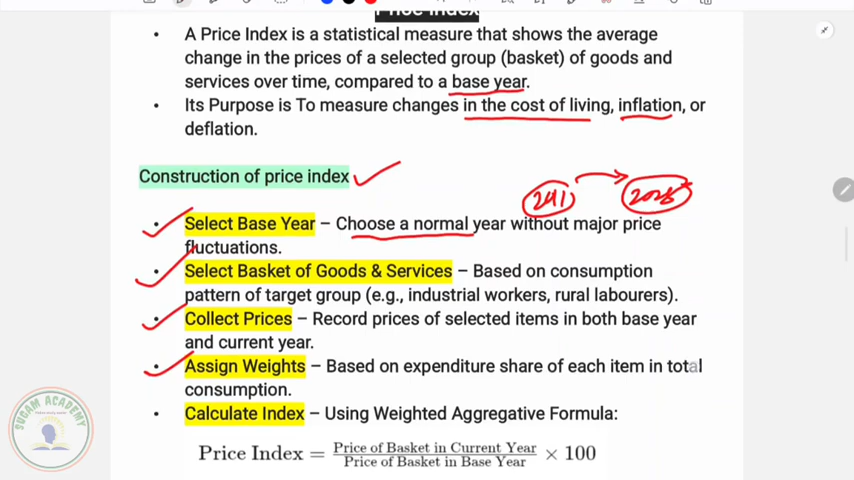 Price Index
• A Price Index is a statistical measure that shows the average
change in the prices of a selected group (basket) of goods and
services over time, compared to a base year.
• Its Purpose is To measure changes in the cost of living, inflation, or
deflation.
Construction of price index
• Select Base Year – Choose a normal year without major price
fluctuations.
• Select Basket of Goods & Services – Based on consumption
pattern of target group (e.g., industrial workers, rural labourers).
• Collect Prices – Record prices of selected items in both base year
and current year.
• Assign Weights – Based on expenditure share of each item in total
consumption.
• Calculate Index – Using Weighted Aggregative Formula:
Price Index = Price of Basket in Current Year / Price of Basket in Base Year × 100
SUGAM ACADEMY